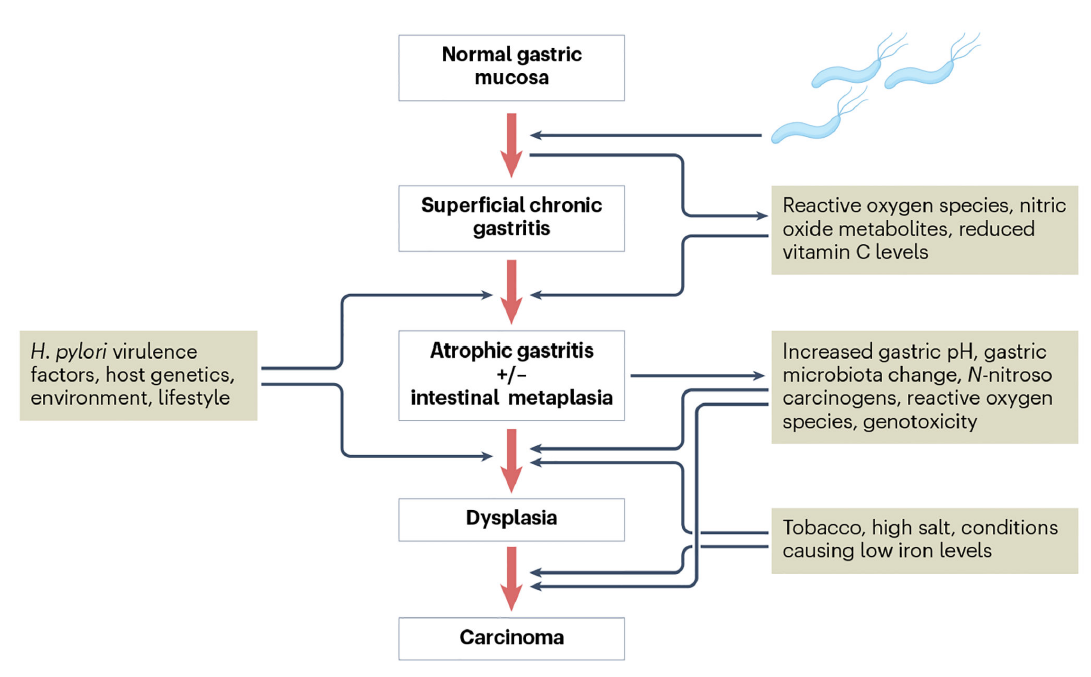 Normal gastric
mucosa
Superficial chronic
gastritis
Reactive oxygen species, nitric
oxide metabolites, reduced
vitamin C levels
H. pylori virulence
factors, host genetics,
environment, lifestyle
Atrophic gastritis
+/–
intestinal metaplasia
Increased gastric pH, gastric
microbiota change, N-nitroso
carcinogens, reactive oxygen
species, genotoxicity
Dysplasia
Tobacco, high salt, conditions
causing low iron levels
Carcinoma